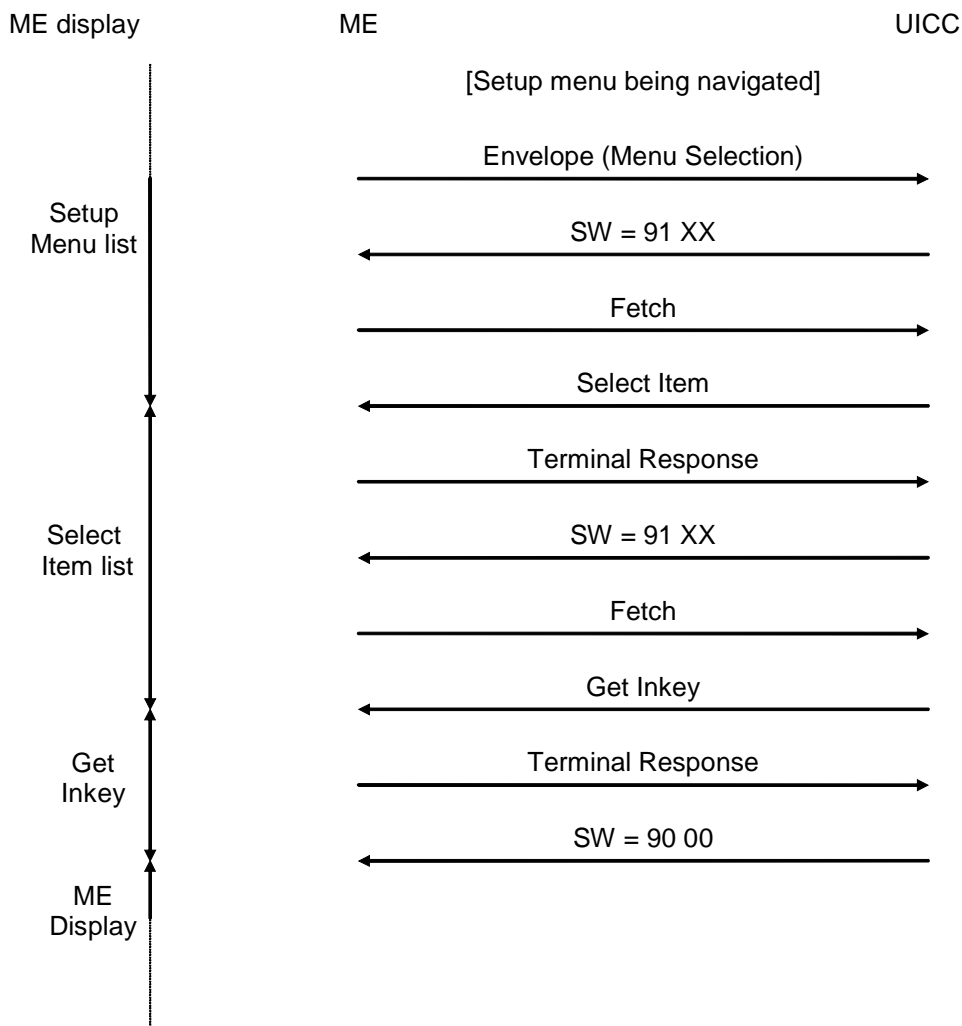 ME display ME UICC
[Setup menu being navigated]
Envelope (Menu Selection)
Setup
Menu list
SW = 91 XX
Fetch
Select Item
Terminal Response
Select
Item list
SW = 91 XX
Fetch
Get Inkey
Get
Inkey
Terminal Response
SW = 90 00
ME
Display